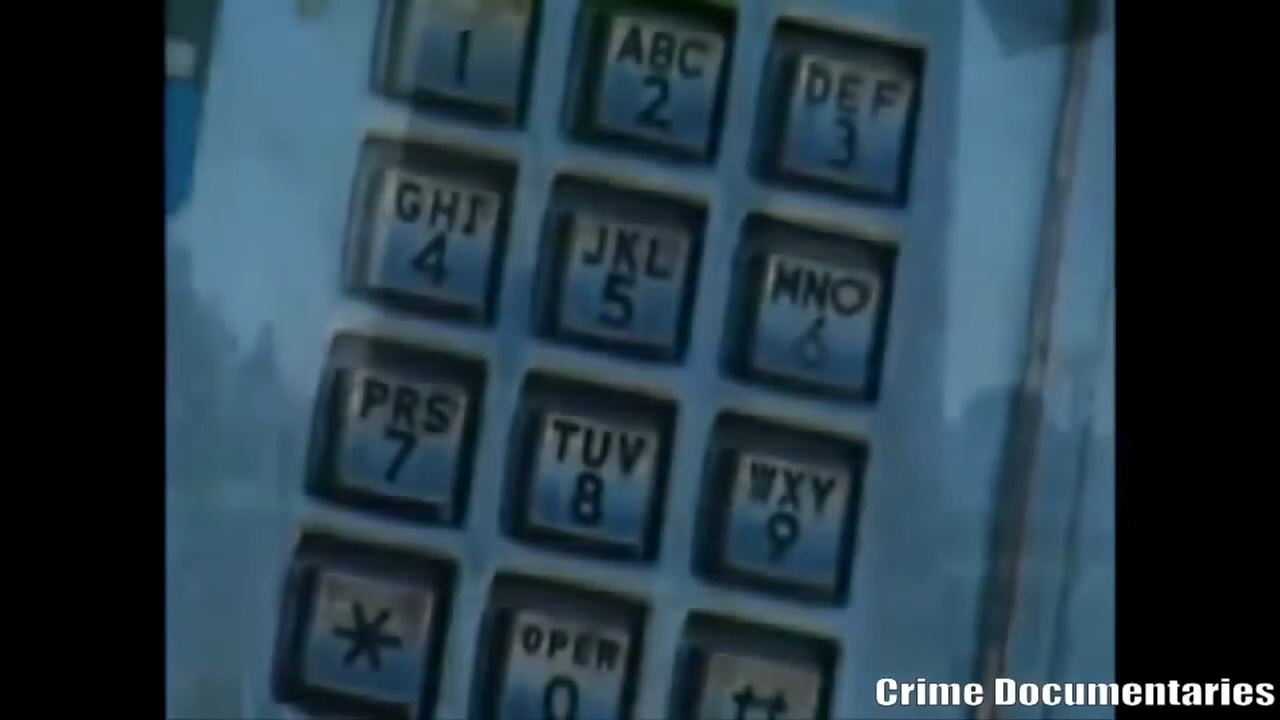 1
ABC
2
DEF
3
GHI
4
JKL
5
MNO
6
PRS
7
TUV
8
WXY
9
*
OPER
0
#
Crime Documentaries